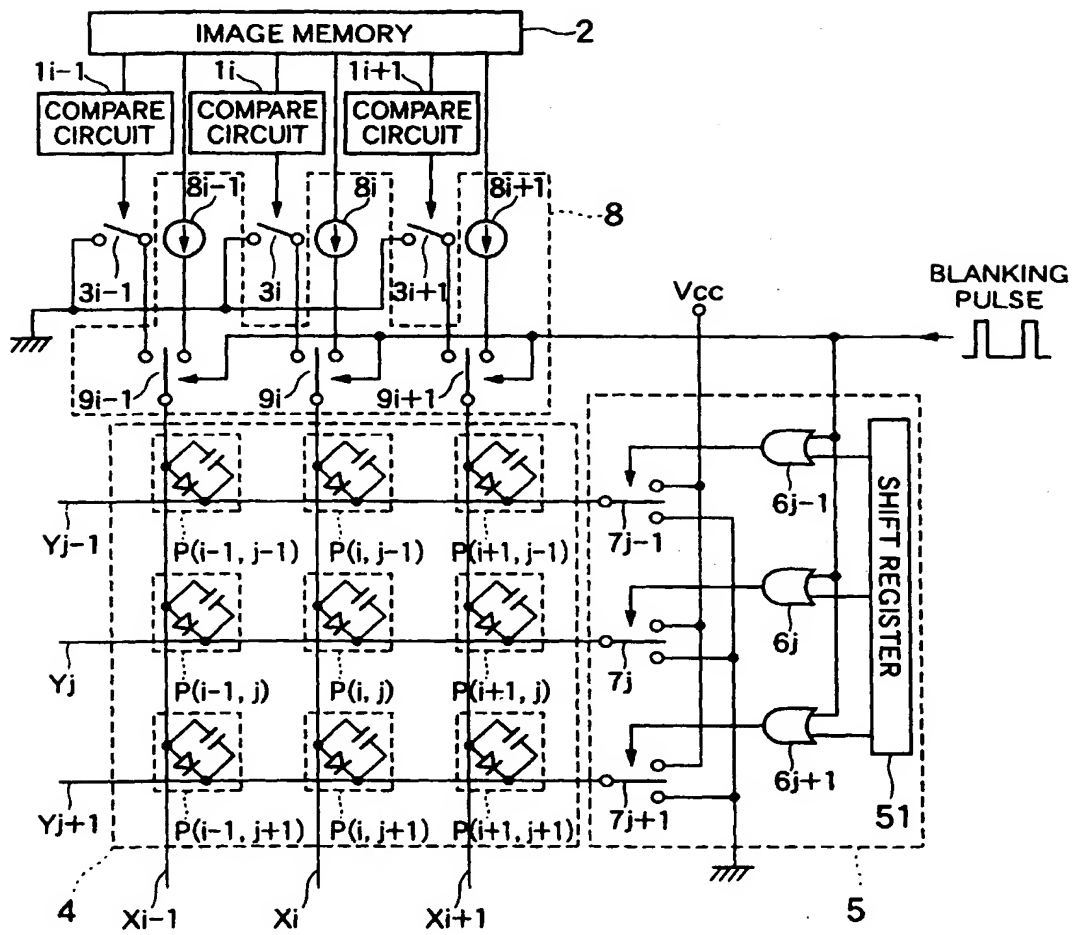 IMAGE MEMORY
2
1i-1
1i
1i+1
COMPARE CIRCUIT
COMPARE CIRCUIT
COMPARE CIRCUIT
8i-1
8i
8i+1
8
3i-1
3i
3i+1
Vcc
BLANKING
PULSE
9i-1
9i
9i+1
6j-1
7j-1
Yj-1
P(i-1, j-1)
P(i, j-1)
P(i+1, j-1)
SHIFT REGISTER
6j
7j
Yj
P(i-1, j)
P(i, j)
P(i+1, j)
6j+1
7j+1
51
Yj+1
P(i-1, j+1)
P(i, j+1)
P(i+1, j+1)
4
Xi-1
Xi
Xi+1
5